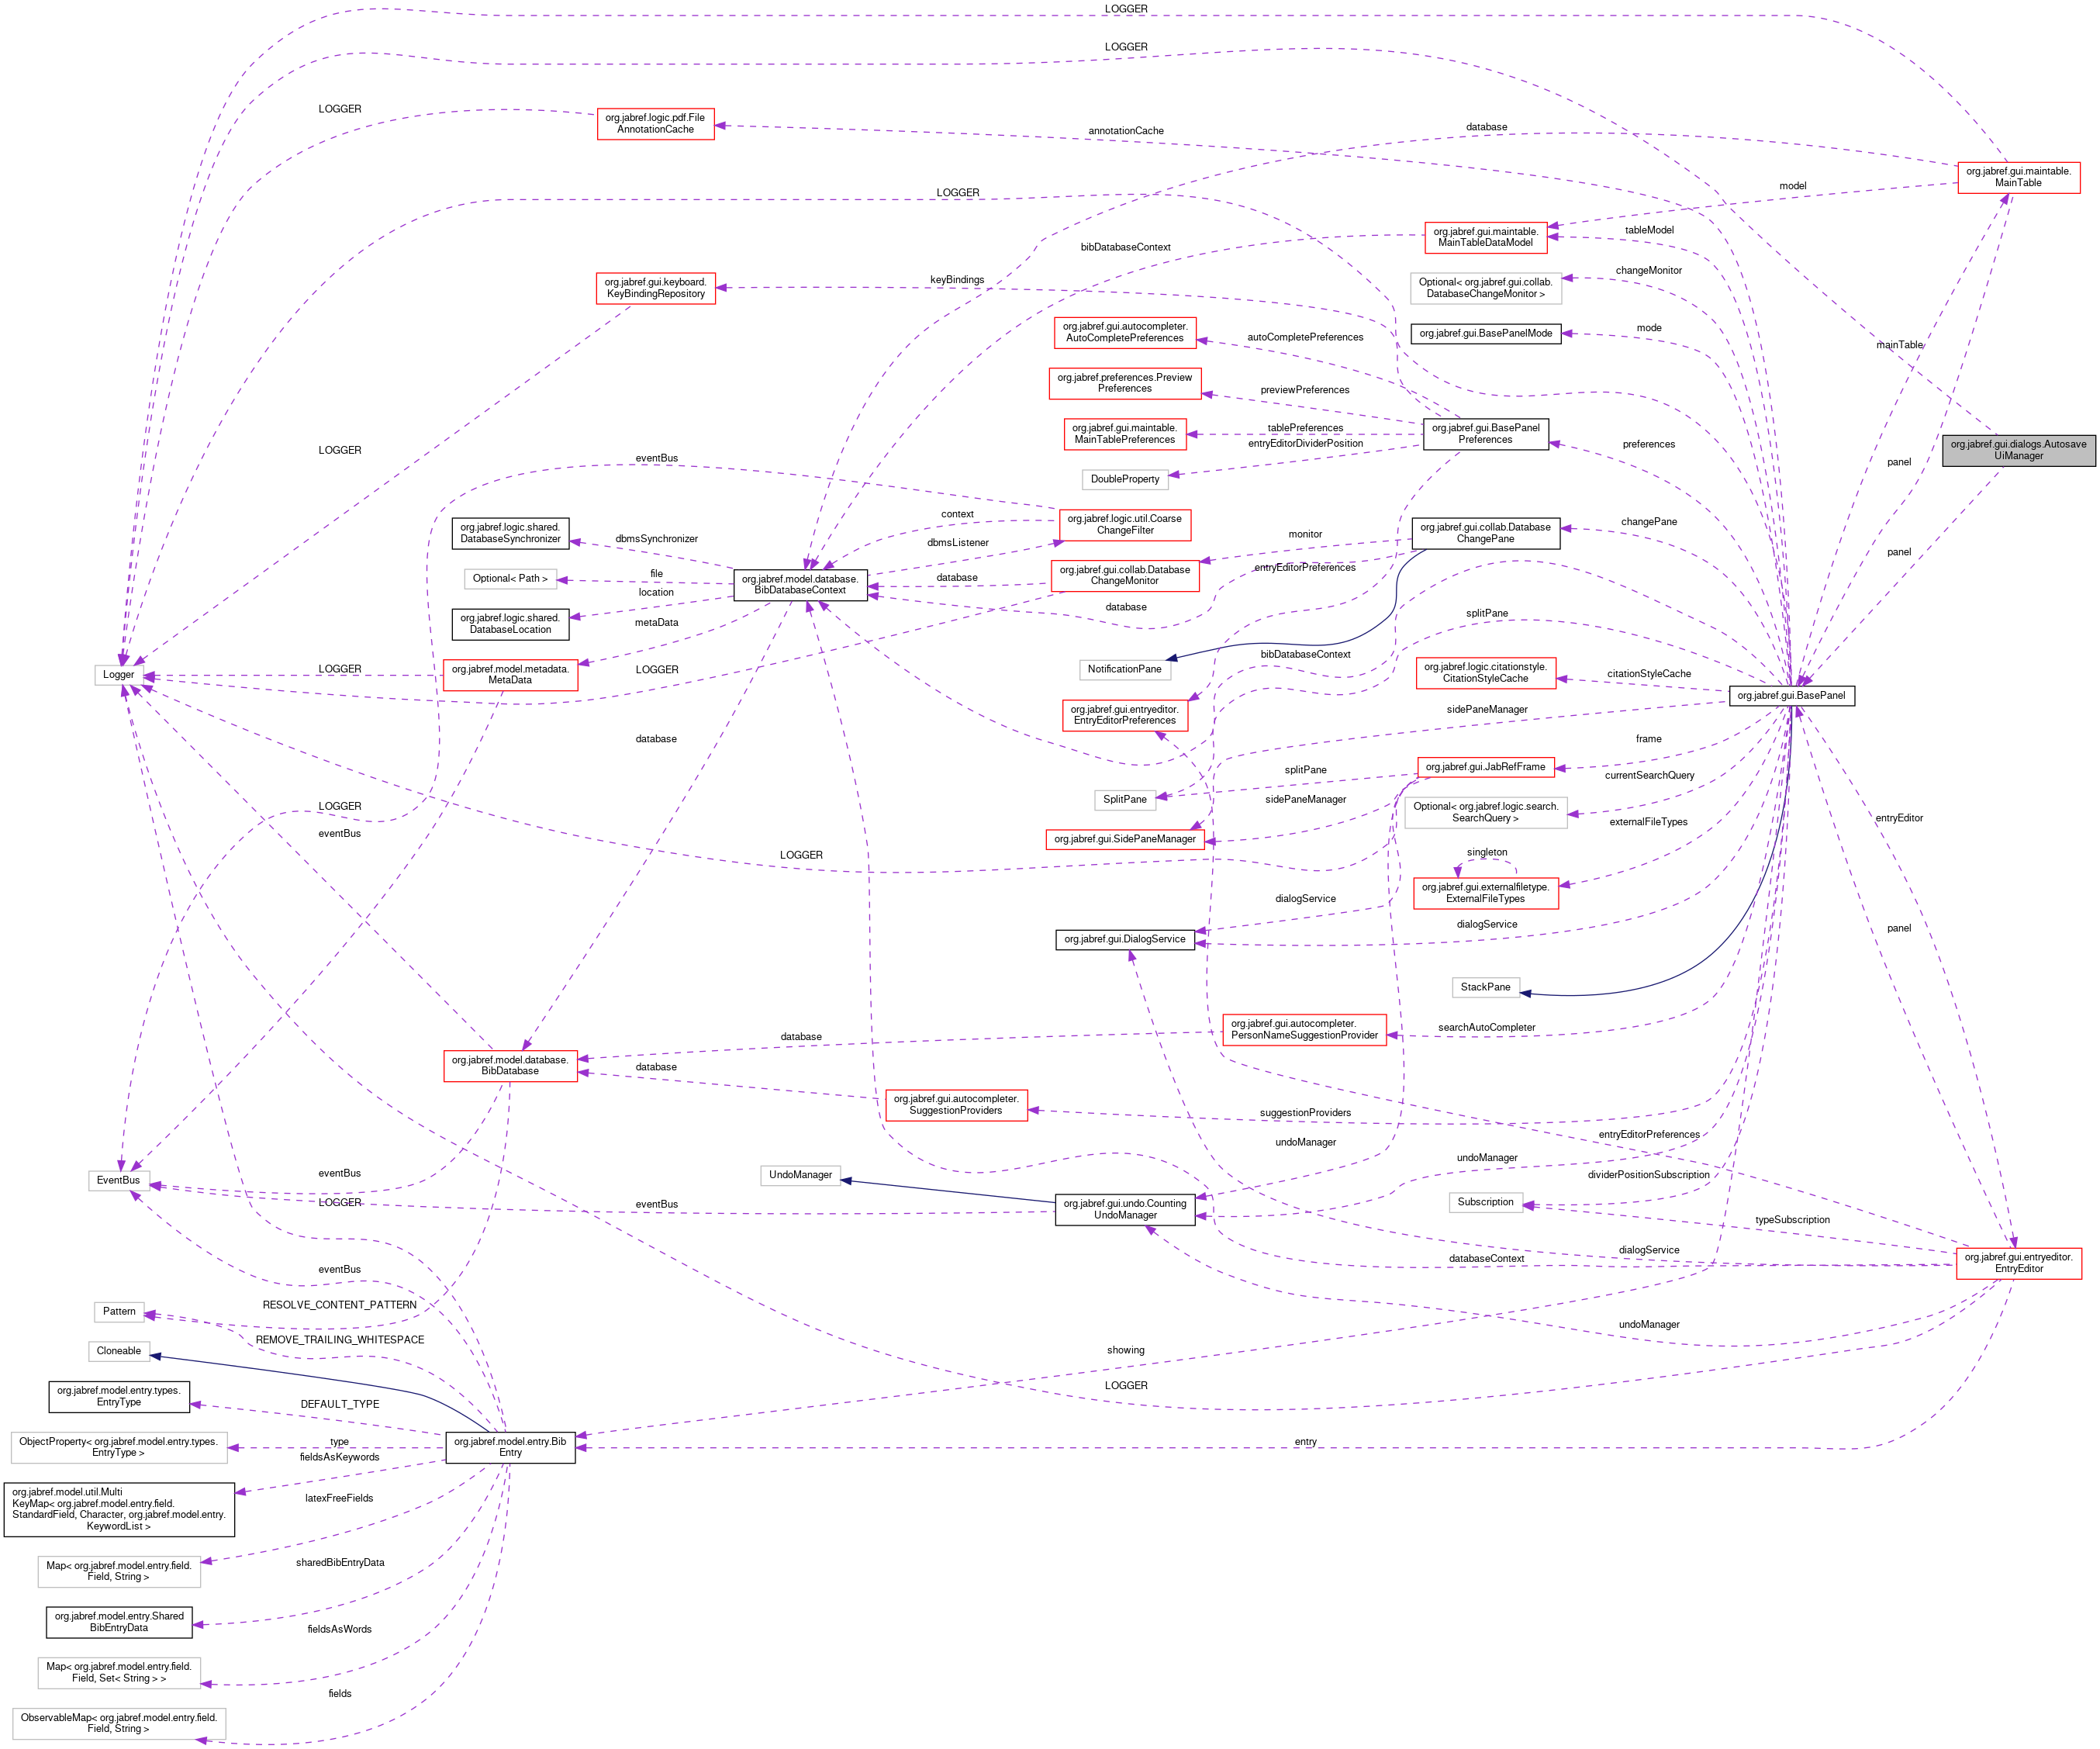 LOGGER
LOGGER
LOGGER
org.jabref.logic.pdf.File
AnnotationCache
annotationCache
database
org.jabref.gui.maintable.
MainTable
model
LOGGER
org.jabref.gui.maintable.
MainTableDataModel
tableModel
bibDatabaseContext
org.jabref.gui.keyboard.
KeyBindingRepository
keyBindings
Optional< org.jabref.gui.collab.
DatabaseChangeMonitor >
changeMonitor
org.jabref.gui.autocompleter.
AutoCompletePreferences
autoCompletePreferences
org.jabref.gui.BasePanelMode
mode
mainTable
org.jabref.preferences.Preview
Preferences
previewPreferences
org.jabref.gui.maintable.
MainTablePreferences
tablePreferences
entryEditorDividerPosition
org.jabref.gui.BasePanel
Preferences
preferences
org.jabref.gui.dialogs.Autosave
UiManager
panel
LOGGER
eventBus
DoubleProperty
org.jabref.logic.shared.
DatabaseSynchronizer
dbmsSynchronizer
context
org.jabref.logic.util.Coarse
ChangeFilter
dbmsListener
monitor
org.jabref.gui.collab.Database
ChangePane
changePane
panel
Optional< Path >
file
location
org.jabref.model.database.
BibDatabaseContext
database
org.jabref.gui.collab.Database
ChangeMonitor
entryEditorPreferences
database
org.jabref.logic.shared.
DatabaseLocation
metaData
splitPane
Logger
LOGGER
org.jabref.model.metadata.
MetaData
LOGGER
NotificationPane
bibDatabaseContext
org.jabref.logic.citationstyle.
CitationStyleCache
citationStyleCache
org.jabref.gui.BasePanel
org.jabref.gui.entryeditor.
EntryEditorPreferences
sidePaneManager
database
frame
splitPane
org.jabref.gui.JabRefFrame
currentSearchQuery
SplitPane
sidePaneManager
Optional< org.jabref.logic.search.
SearchQuery >
LOGGER
eventBus
externalFileTypes
entryEditor
org.jabref.gui.SidePaneManager
LOGGER
singleton
org.jabref.gui.externalfiletype.
ExternalFileTypes
dialogService
dialogService
panel
org.jabref.gui.DialogService
StackPane
org.jabref.gui.autocompleter.
PersonNameSuggestionProvider
searchAutoCompleter
database
org.jabref.model.database.
BibDatabase
database
org.jabref.gui.autocompleter.
SuggestionProviders
suggestionProviders
entryEditorPreferences
undoManager
undoManager
EventBus
eventBus
UndoManager
dividerPositionSubscription
LOGGER
eventBus
org.jabref.gui.undo.Counting
UndoManager
Subscription
typeSubscription
eventBus
databaseContext
dialogService
org.jabref.gui.entryeditor.
EntryEditor
Pattern
RESOLVE_CONTENT_PATTERN
undoManager
Cloneable
REMOVE_TRAILING_WHITESPACE
showing
org.jabref.model.entry.types.
EntryType
DEFAULT_TYPE
LOGGER
ObjectProperty< org.jabref.model.entry.types.
EntryType >
type
fieldsAsKeywords
org.jabref.model.entry.Bib
Entry
entry
org.jabref.model.util.Multi
KeyMap< org.jabref.model.entry.field.
StandardField, Character, org.jabref.model.entry.
KeywordList >
latexFreeFields
Map< org.jabref.model.entry.field.
Field, String >
sharedBibEntryData
org.jabref.model.entry.Shared
BibEntryData
fieldsAsWords
Map< org.jabref.model.entry.field.
Field, Set< String > >
fields
ObservableMap< org.jabref.model.entry.field.
Field, String >